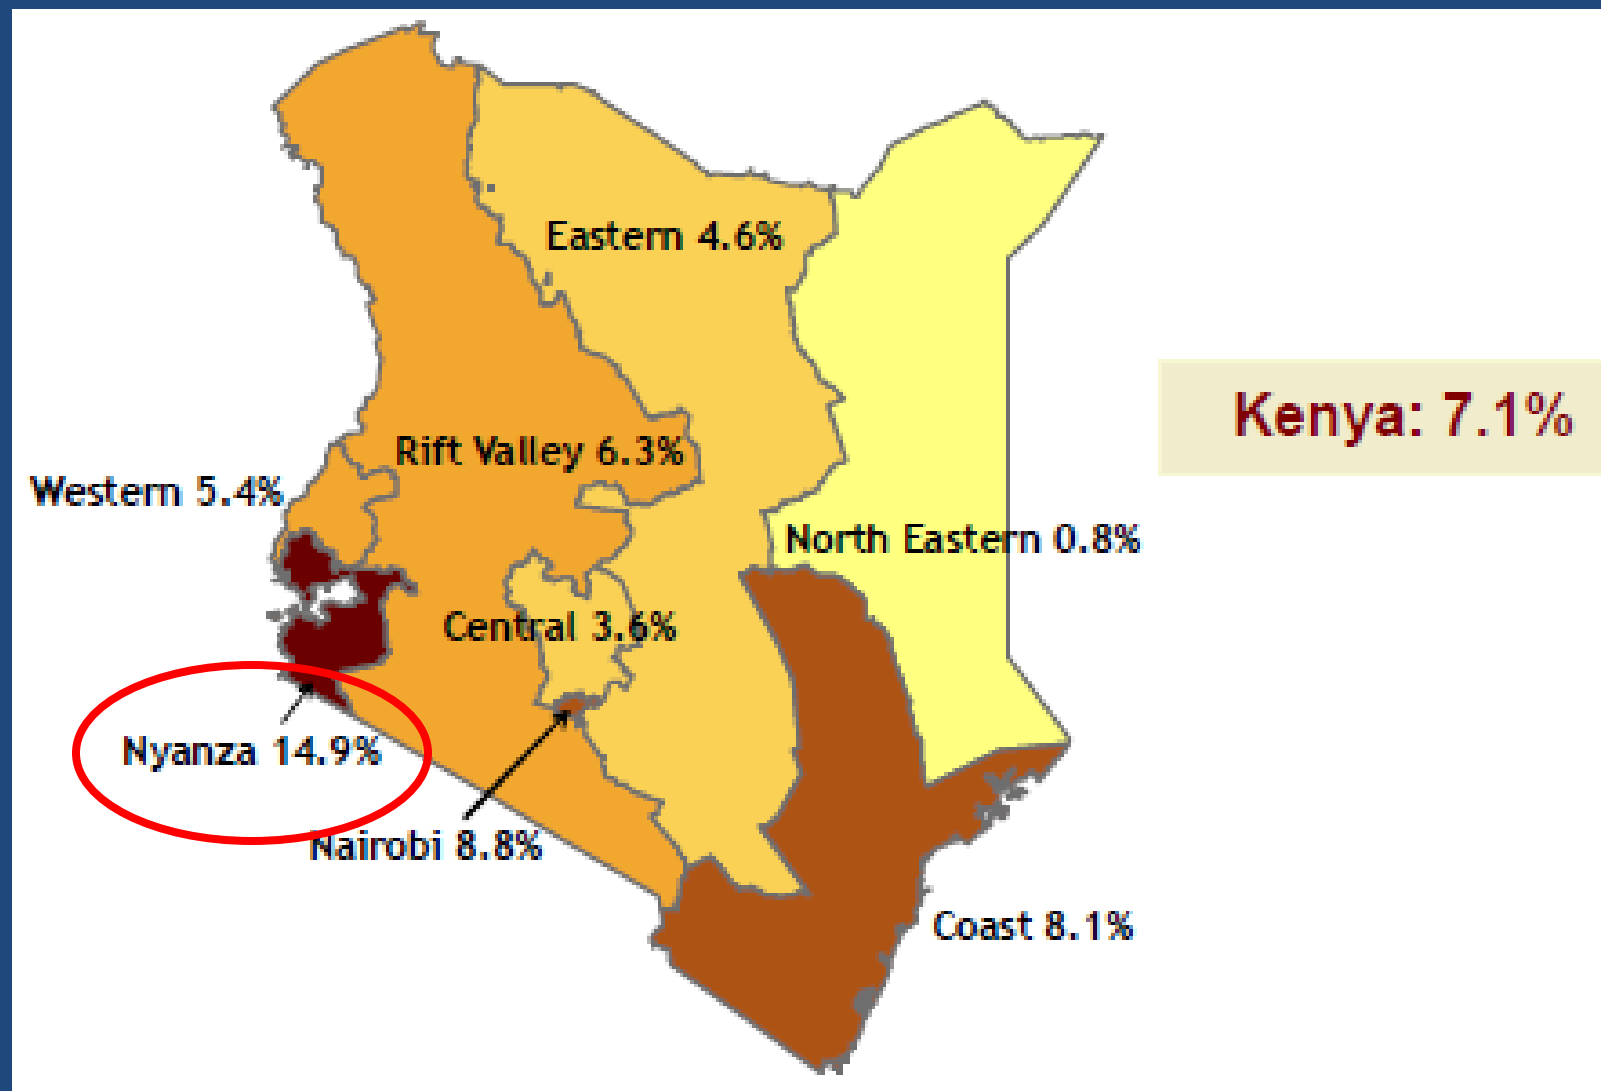 Eastern 4.6%
Kenya: 7.1%
Rift Valley 6.3%
Western 5.4%
North Eastern 0.8%
Central 3.6%
Nyanza 14.9%
Nairobi 8.8%
Coast 8.1%